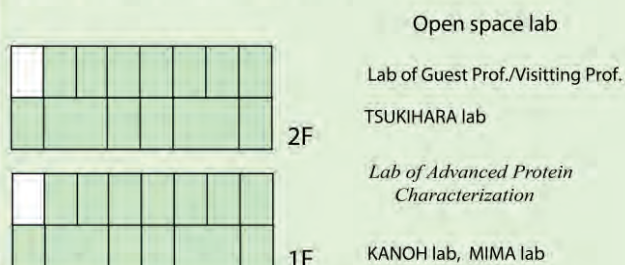 Open space lab
Lab of Guest Prof./Visitting Prof.
TSUKIHARA lab
2F
Lab of Advanced Protein
Characterization
KANOH lab, MIMA lab
1F